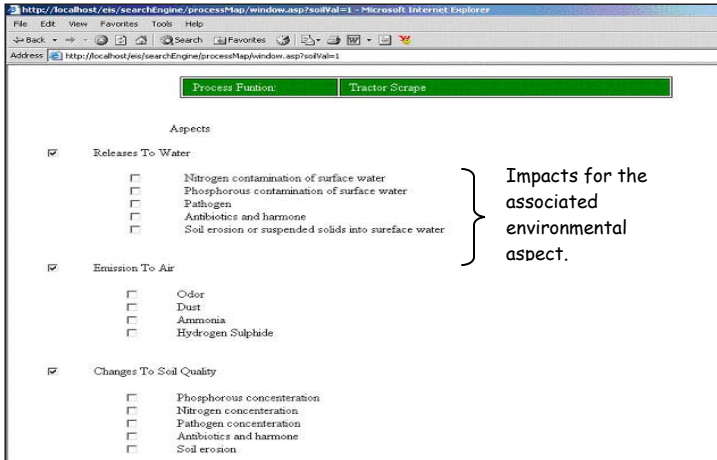 http://localhost/eis/searchEngine/processMap/window.asp?soilVal=1 - Microsoft Internet Explorer
File Edit View Favorites Tools Help
Back Search Favorites
Address http://localhost/eis/searchEngine/processMap/window.asp?soilVal=1
Process Funtion: Tractor Scrape
Aspects
Releases To Water
Nitrogen contamination of surface water
Phosphorous contamination of surface water
Pathogen
Antibiotics and harmone
Soil erosion or suspended solids into sureface water
Impacts for the
associated
environmental
aspect.
Emission To Air
Odor
Dust
Ammonia
Hydrogen Sulphide
Changes To Soil Quality
Phosphorous concenteration
Nitrogen concenteration
Pathogen concenteration
Antibiotics and harmone
Soil erosion